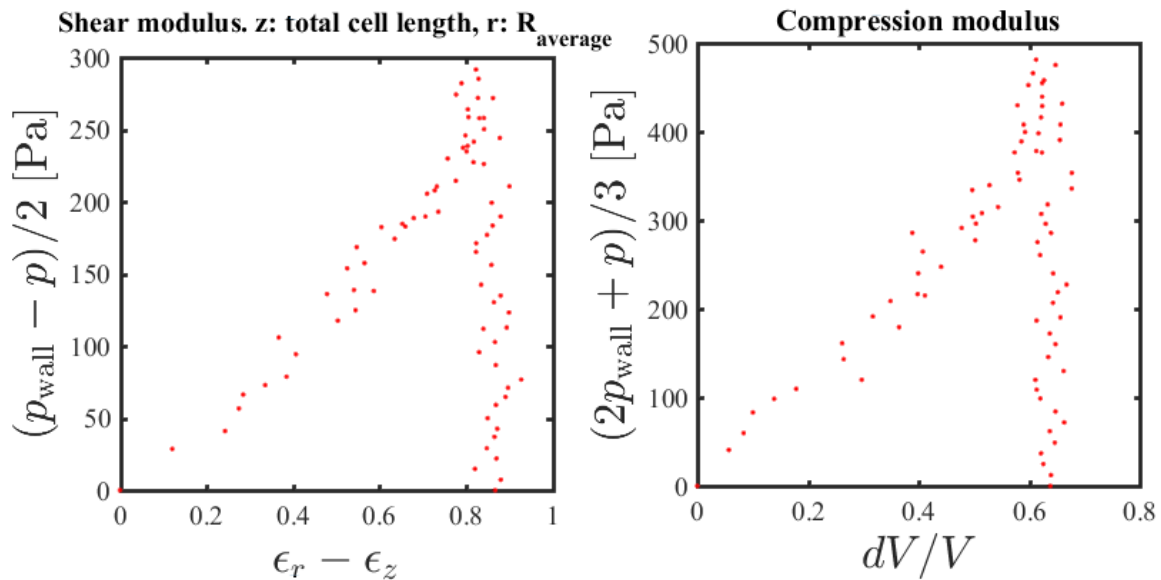 Shear modulus. z: total cell length, r: R_average
300
250
200
150
100
50
0
(p_wall − p)/2 [Pa]
0 0.2 0.4 0.6 0.8 1
ϵ_r − ϵ_z
Compression modulus
500
400
300
200
100
0
(2p_wall + p)/3 [Pa]
0 0.2 0.4 0.6 0.8
dV/V